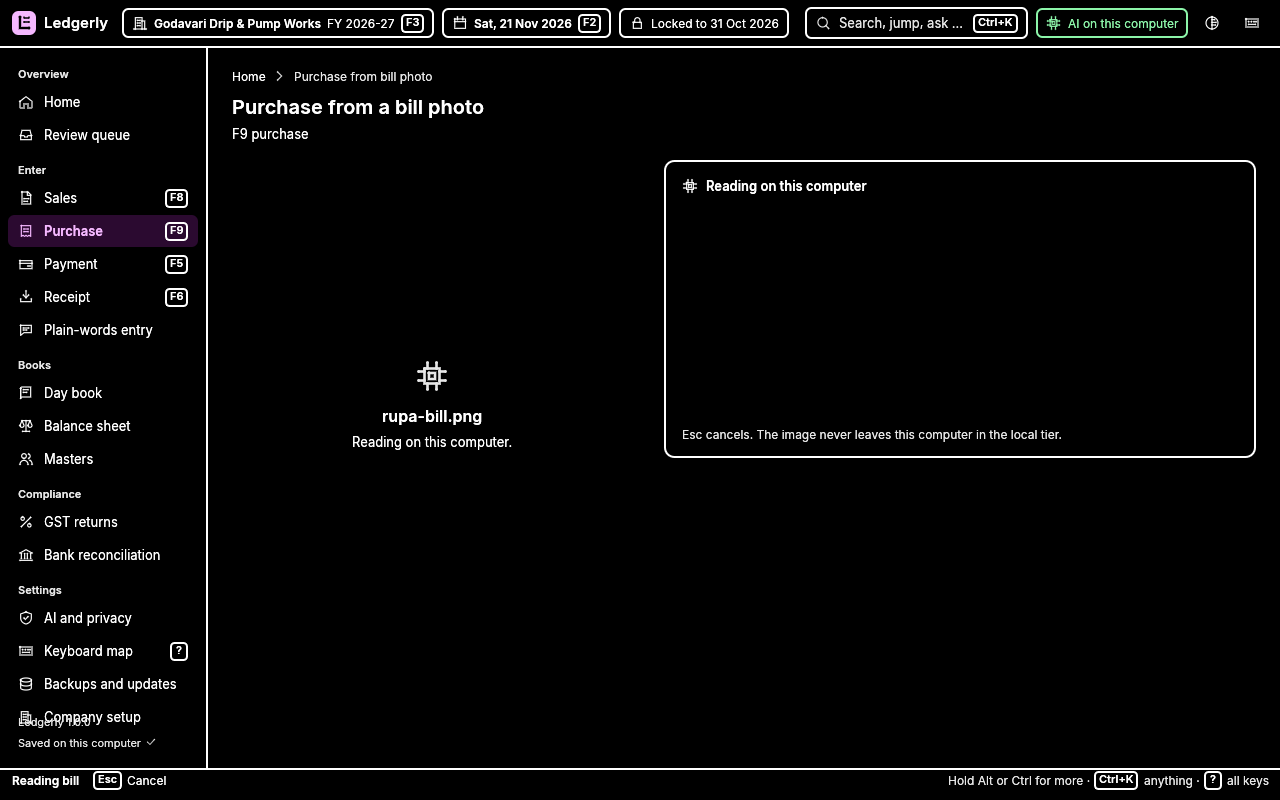 Ledgerly
Godavari Drip & Pump Works FY 2026-27 F3
Sat, 21 Nov 2026 F2
Locked to 31 Oct 2026
Search, jump, ask ... Ctrl+K
AI on this computer
Overview
Home
Review queue
Enter
Sales F8
Purchase F9
Payment F5
Receipt F6
Plain-words entry
Books
Day book
Balance sheet
Masters
Compliance
GST returns
Bank reconciliation
Settings
AI and privacy
Keyboard map ?
Backups and updates
Company setup
Ledgerly 1.0.0
Saved on this computer
Home > Purchase from bill photo
Purchase from a bill photo
F9 purchase
rupa-bill.png
Reading on this computer.
Reading on this computer
Esc cancels. The image never leaves this computer in the local tier.
Reading bill Esc Cancel
Hold Alt or Ctrl for more · Ctrl+K anything · ? all keys